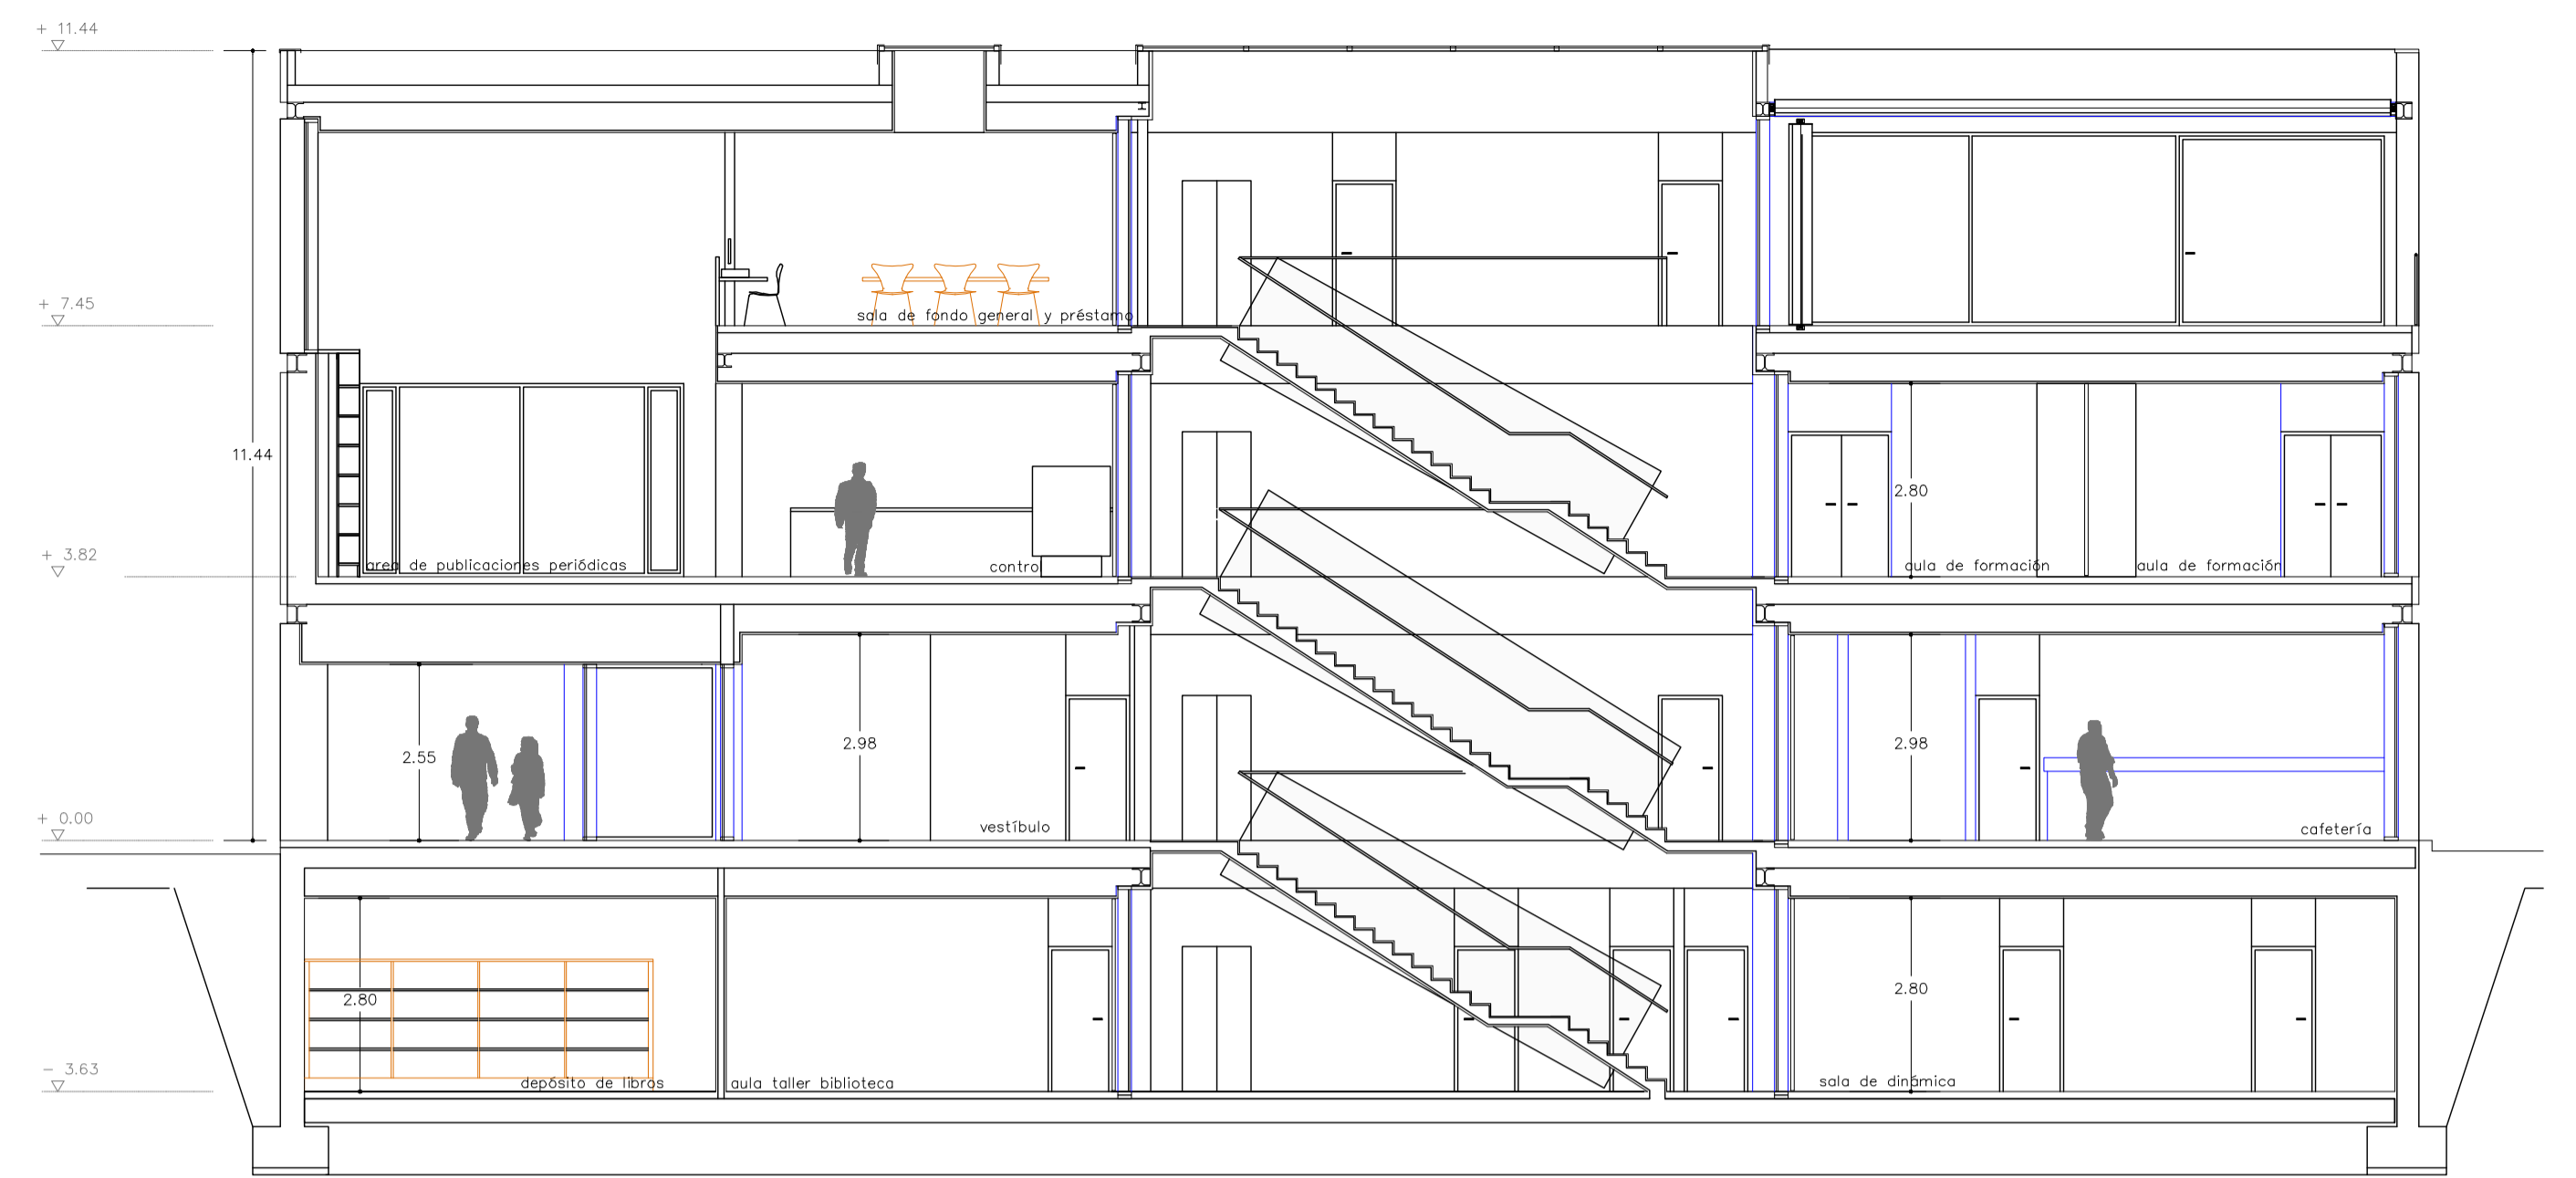 + 11.44
+ 7.45
sala de fondo general y préstamo
11.44
2.80
+ 3.82
area de publicaciones periódicas
control
aula de formación
aula de formación
2.55
2.98
2.98
+ 0.00
vestíbulo
cafetería
2.80
2.80
- 3.63
depósito de libros
aula taller biblioteca
sala de dinámica